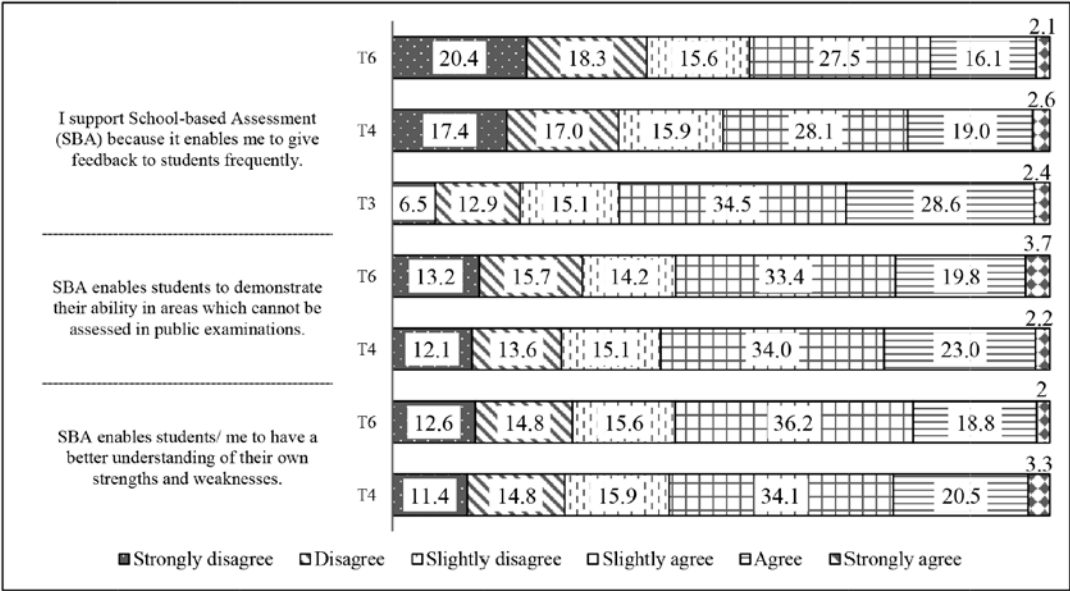 2.1
T6 20.4 18.3 15.6 27.5 16.1
2.6
I support School-based Assessment
(SBA) because it enables me to give
feedback to students frequently.
T4 17.4 17.0 15.9 28.1 19.0
2.4
T3 6.5 12.9 15.1 34.5 28.6
3.7
SBA enables students to demonstrate
their ability in areas which cannot be
assessed in public examinations.
T6 13.2 15.7 14.2 33.4 19.8
2.2
T4 12.1 13.6 15.1 34.0 23.0
2
SBA enables students/ me to have a
better understanding of their own
strengths and weaknesses.
T6 12.6 14.8 15.6 36.2 18.8
3.3
T4 11.4 14.8 15.9 34.1 20.5
Strongly disagree Disagree Slightly disagree Slightly agree Agree Strongly agree